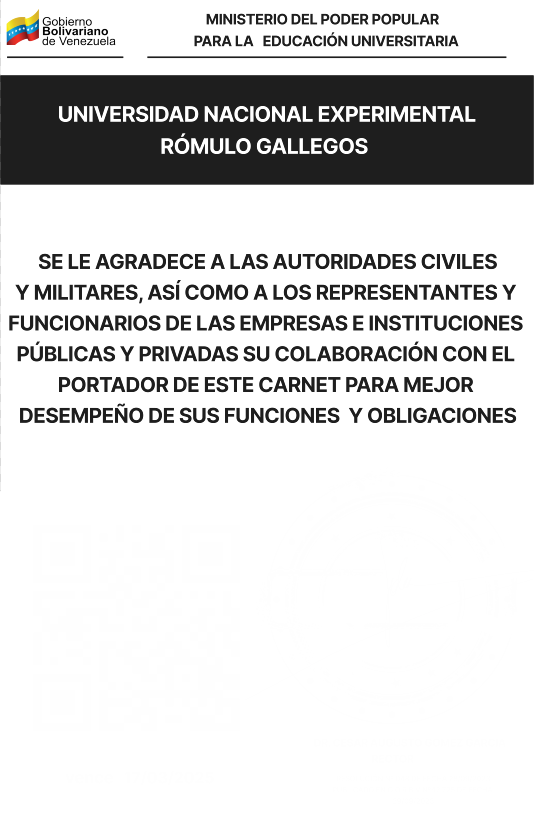 Gobierno
Bolivariano
de Venezuela
MINISTERIO DEL PODER POPULAR
PARA LA EDUCACIÓN UNIVERSITARIA
UNIVERSIDAD NACIONAL EXPERIMENTAL
RÓMULO GALLEGOS
SE LE AGRADECE A LAS AUTORIDADES CIVILES
Y MILITARES, ASÍ COMO A LOS REPRESENTANTES Y
FUNCIONARIOS DE LAS EMPRESAS E INSTITUCIONES
PÚBLICAS Y PRIVADAS SU COLABORACIÓN CON EL
PORTADOR DE ESTE CARNET PARA MEJOR
DESEMPEÑO DE SUS FUNCIONES Y OBLIGACIONES